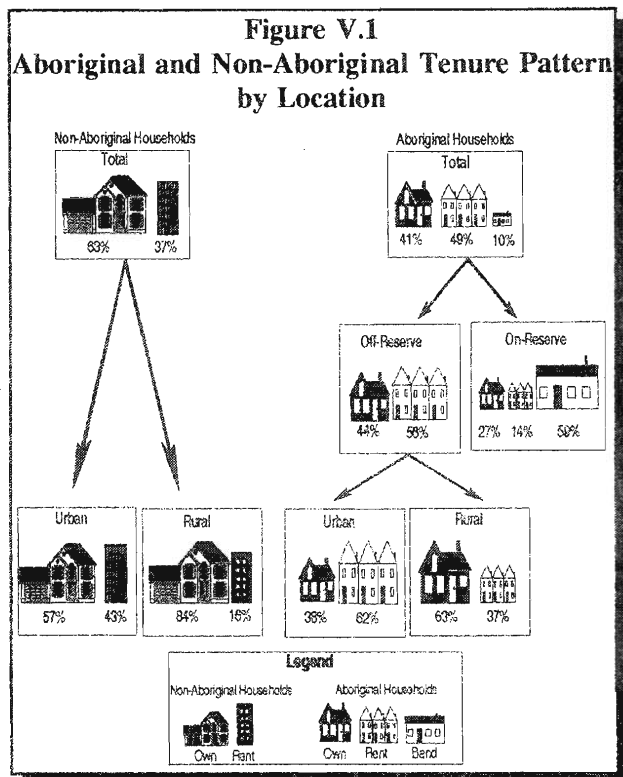 Figure V.1
Aboriginal and Non-Aboriginal Tenure Pattern
by Location
Non-Aboriginal Households
Total
63% 37%
Aboriginal Households
Total
41% 49% 10%
Off-Reserve
44% 56%
On-Reserve
27% 14% 59%
Urban
57% 43%
Rural
84% 16%
Urban
38% 62%
Rural
63% 37%
Legend
Non-Aboriginal Households
Own Rent
Aboriginal Households
Own Rent Band